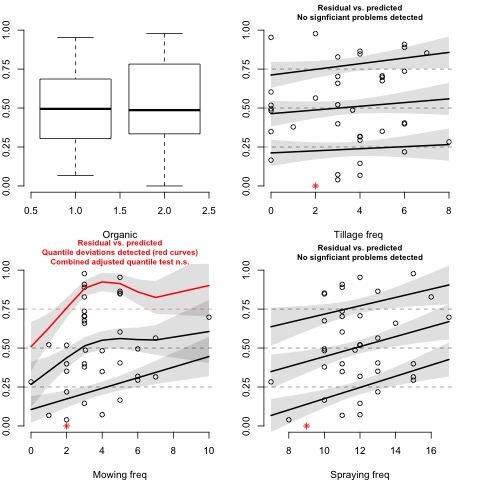 0.00 0.25 0.50 0.75 1.00
0.5 1.0 1.5 2.0 2.5
Organic
Residual vs. predicted
No signficiant problems detected
0.00 0.25 0.50 0.75 1.00
0 2 4 6 8
Tillage freq
Residual vs. predicted
Quantile deviations detected (red curves)
Combined adjusted quantile test n.s.
0.00 0.25 0.50 0.75 1.00
0 2 4 6 8 10
Mowing freq
Residual vs. predicted
No signficiant problems detected
0.00 0.25 0.50 0.75 1.00
8 10 12 14 16
Spraying freq